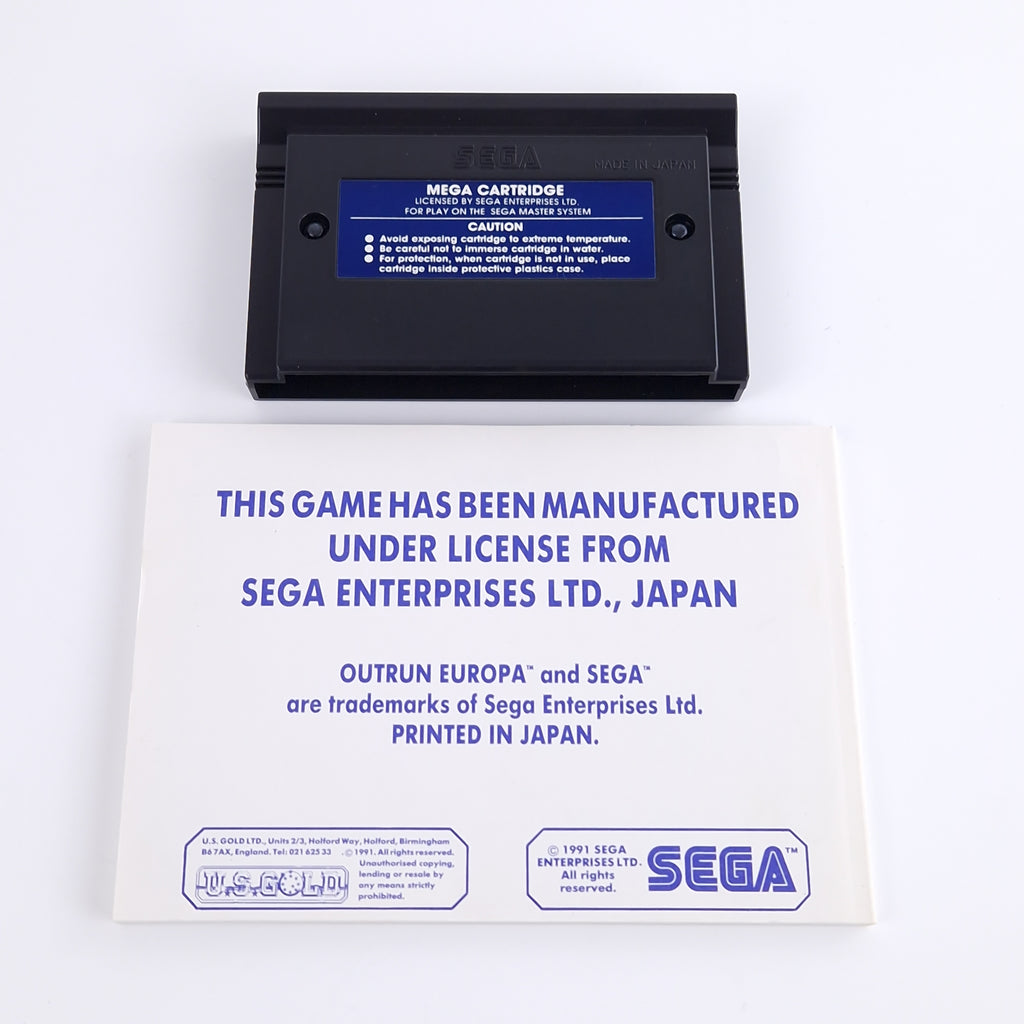 SEGA
MADE IN JAPAN
MEGA CARTRIDGE
LICENSED BY SEGA ENTERPRISES LTD.
FOR PLAY ON THE SEGA MASTER SYSTEM
CAUTION
● Avoid exposing cartridge to extreme temperature.
● Be careful not to immerse cartridge in water.
● For protection, when cartridge is not in use, place
cartridge inside protective plastics case.
THIS GAME HAS BEEN MANUFACTURED
UNDER LICENSE FROM
SEGA ENTERPRISES LTD., JAPAN
OUTRUN EUROPA™ and SEGA™
are trademarks of Sega Enterprises Ltd.
PRINTED IN JAPAN.
U.S. GOLD LTD., Units 2/3, Holford Way, Holford, Birmingham
B6 7AX, England. Tel: 021 625 33 . © 1991. All rights reserved.
Unauthorised copying,
lending or resale by
any means strictly
prohibited.
U.S. GOLD
© 1991 SEGA
ENTERPRISES LTD.
All rights
reserved.
SEGA™